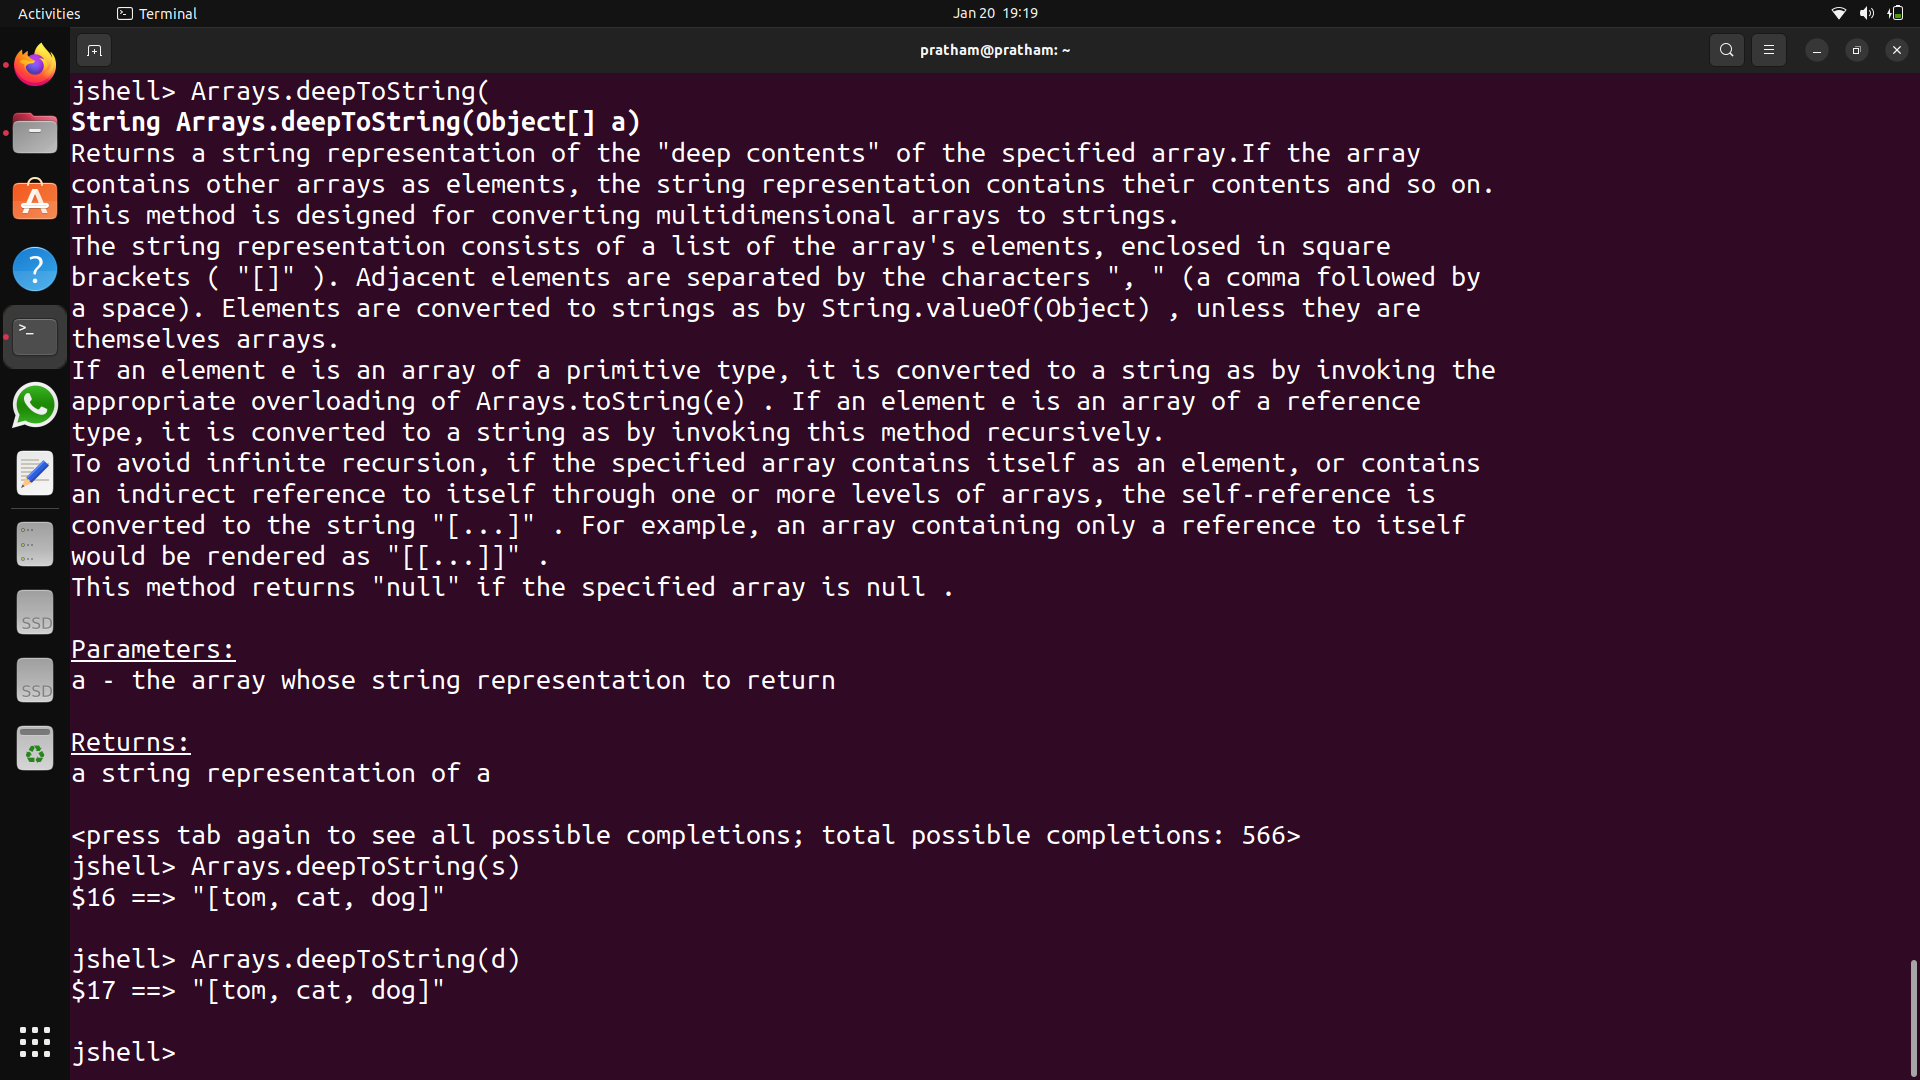 Activities
Terminal
Jan 20 19:19
pratham@pratham: ~
jshell> Arrays.deepToString(
String Arrays.deepToString(Object[] a)
Returns a string representation of the "deep contents" of the specified array.If the array
contains other arrays as elements, the string representation contains their contents and so on.
This method is designed for converting multidimensional arrays to strings.
The string representation consists of a list of the array's elements, enclosed in square
brackets ( "[]" ). Adjacent elements are separated by the characters ", " (a comma followed by
a space). Elements are converted to strings as by String.valueOf(Object) , unless they are
themselves arrays.
If an element e is an array of a primitive type, it is converted to a string as by invoking the
appropriate overloading of Arrays.toString(e) . If an element e is an array of a reference
type, it is converted to a string as by invoking this method recursively.
To avoid infinite recursion, if the specified array contains itself as an element, or contains
an indirect reference to itself through one or more levels of arrays, the self-reference is
converted to the string "[...]" . For example, an array containing only a reference to itself
would be rendered as "[[...]]" .
This method returns "null" if the specified array is null .
Parameters:
a - the array whose string representation to return
Returns:
a string representation of a
<press tab again to see all possible completions; total possible completions: 566>
jshell> Arrays.deepToString(s)
$16 ==> "[tom, cat, dog]"
jshell> Arrays.deepToString(d)
$17 ==> "[tom, cat, dog]"
jshell>
SSD
SSD